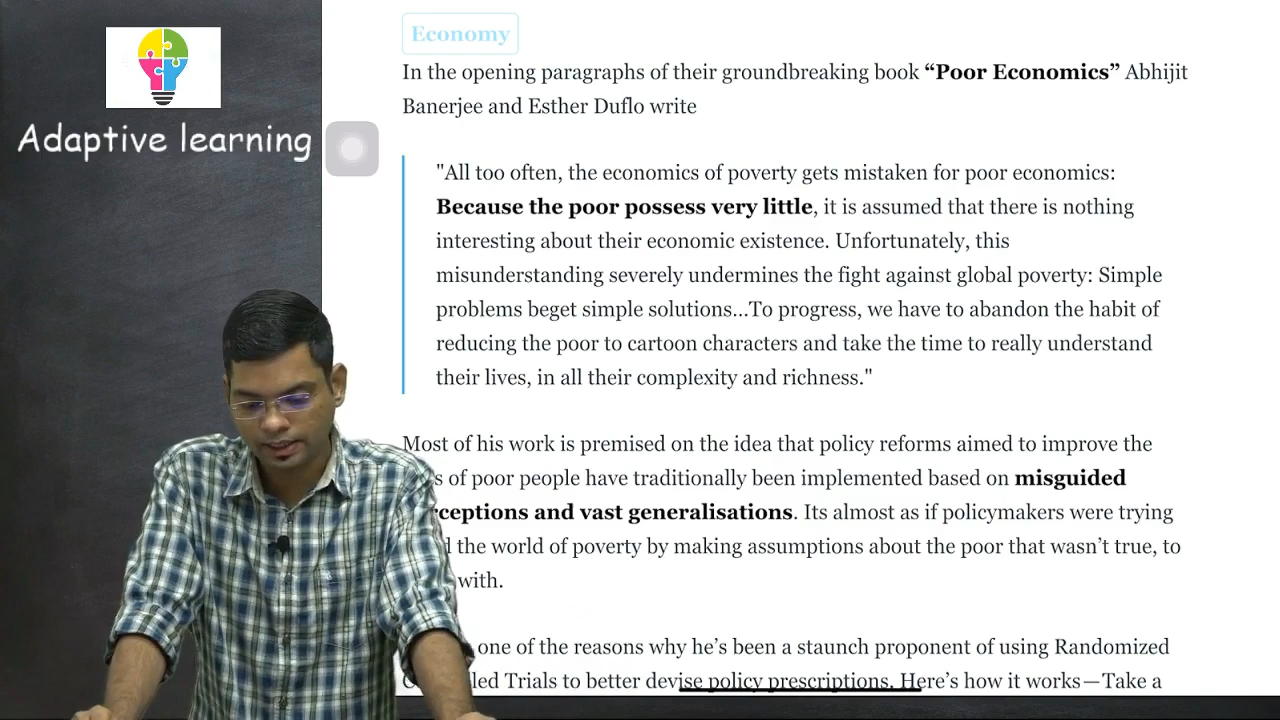 Adaptive learning
Economy
In the opening paragraphs of their groundbreaking book “Poor Economics” Abhijit
Banerjee and Esther Duflo write
"All too often, the economics of poverty gets mistaken for poor economics:
Because the poor possess very little, it is assumed that there is nothing
interesting about their economic existence. Unfortunately, this
misunderstanding severely undermines the fight against global poverty: Simple
problems beget simple solutions...To progress, we have to abandon the habit of
reducing the poor to cartoon characters and take the time to really understand
their lives, in all their complexity and richness."
Most of his work is premised on the idea that policy reforms aimed to improve the
of poor people have traditionally been implemented based on misguided
and vast generalisations. Its almost as if policymakers were trying
the world of poverty by making assumptions about the poor that wasn’t true, to
with.
one of the reasons why he’s been a staunch proponent of using Randomized
Trials to better devise policy prescriptions. Here’s how it works—Take a